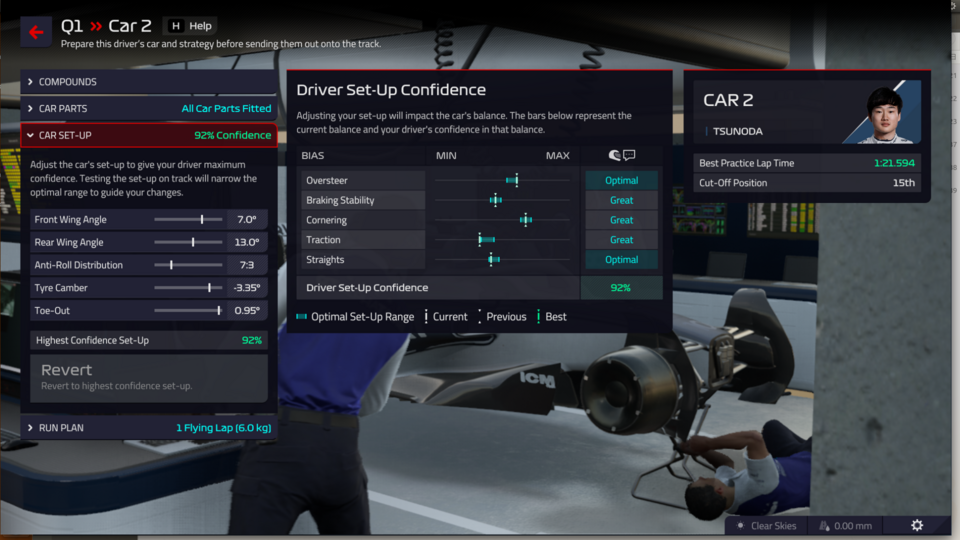 Q1 » Car 2
H Help
Prepare this driver's car and strategy before sending them out onto the track.
COMPOUNDS
CAR PARTS All Car Parts Fitted
CAR SET-UP 92% Confidence
Adjust the car's set-up to give your driver maximum
confidence. Testing the set-up on track will narrow the
optimal range to guide your changes.
Front Wing Angle 7.0°
Rear Wing Angle 13.0°
Anti-Roll Distribution 7:3
Tyre Camber -3.35°
Toe-Out 0.95°
Highest Confidence Set-Up 92%
Revert
Revert to highest confidence set-up.
RUN PLAN 1 Flying Lap (6.0 kg)
Driver Set-Up Confidence
Adjusting your set-up will impact the car's balance. The bars below represent the
current balance and your driver's confidence in that balance.
BIAS MIN MAX
Oversteer Optimal
Braking Stability Great
Cornering Great
Traction Great
Straights Optimal
Driver Set-Up Confidence 92%
Optimal Set-Up Range Current Previous Best
CAR 2
TSUNODA
Best Practice Lap Time 1:21.594
Cut-Off Position 15th
ICM
Clear Skies 0.00 mm